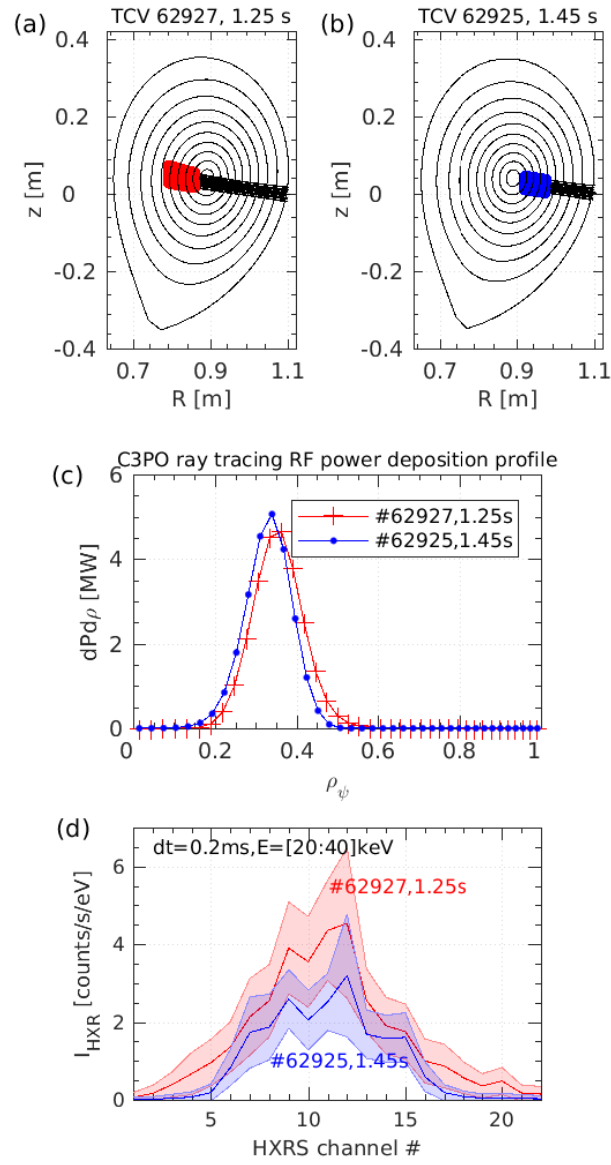 (a) TCV 62927, 1.25 s
(b) TCV 62925, 1.45 s
0.4
0.2
0
-0.2
-0.4
z [m]
0.7 0.9 1.1
R [m]
0.4
0.2
0
-0.2
-0.4
z [m]
0.7 0.9 1.1
R [m]
(c) C3PO ray tracing RF power deposition profile
6
4
2
0
dPdρ [MW]
#62927,1.25s
#62925,1.45s
0 0.2 0.4 0.6 0.8 1
ρψ
(d)
dt=0.2ms,E=[20:40]keV
#62927,1.25s
#62925,1.45s
6
4
2
0
I_HXR [counts/s/eV]
5 10 15 20
HXRS channel #